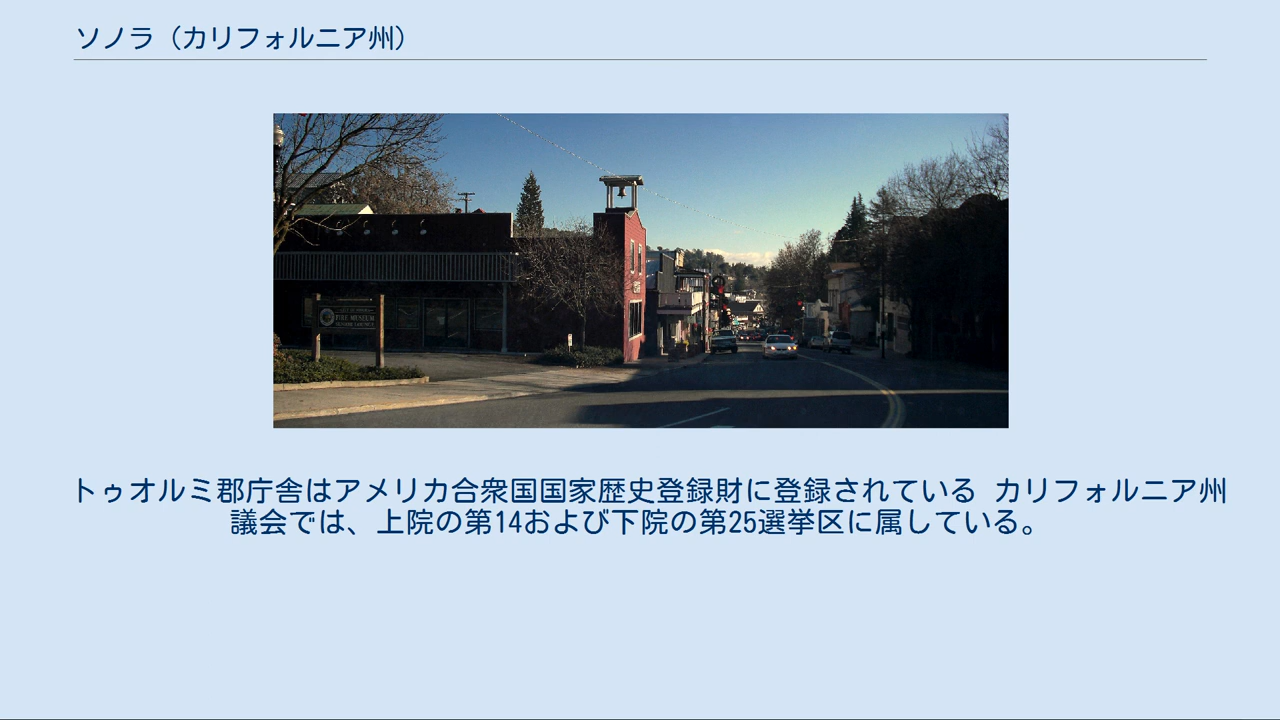 ソノラ（カリフォルニア州）
FIRE MUSEUM
トゥオルミ郡庁舎はアメリカ合衆国国家歴史登録財に登録されている カリフォルニア州
議会では、上院の第14および下院の第25選挙区に属している。